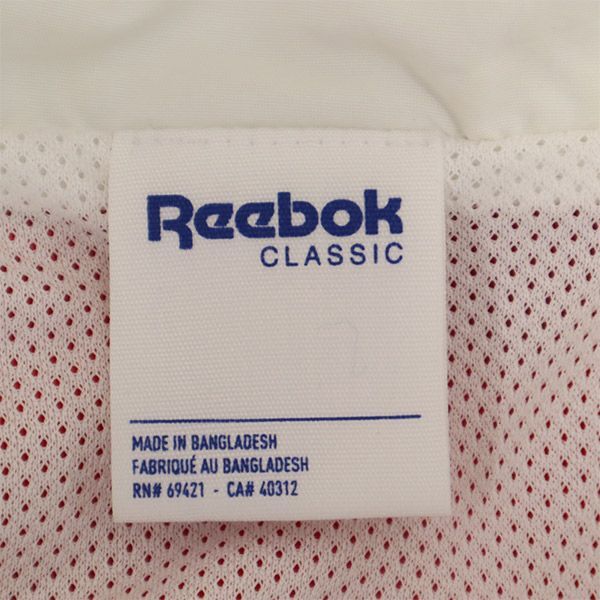 Reebok
CLASSIC
MADE IN BANGLADESH
FABRIQUÉ AU BANGLADESH
RN# 69421 - CA# 40312